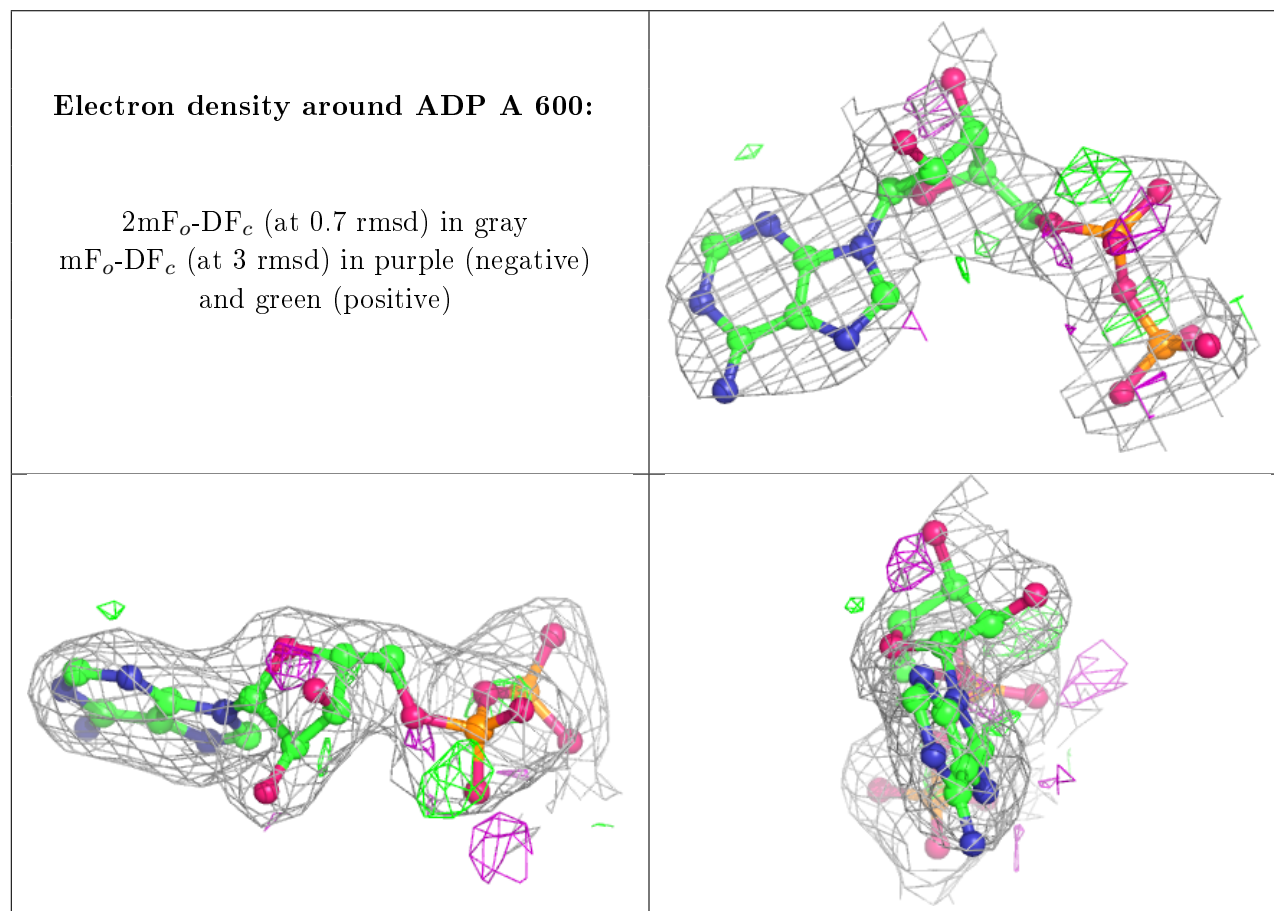 Electron density around ADP A 600:
2mFo-DFc (at 0.7 rmsd) in gray
mFo-DFc (at 3 rmsd) in purple (negative)
and green (positive)